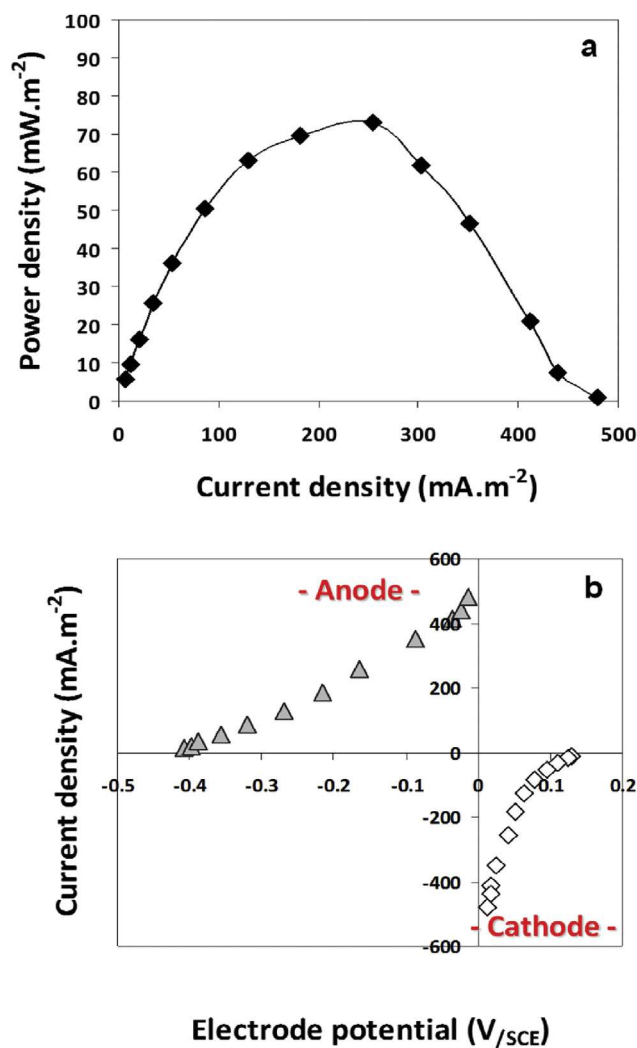 a
Power density (mW.m-2)
100
90
80
70
60
50
40
30
20
10
0
0 100 200 300 400 500
Current density (mA.m-2)
b
- Anode -
Current density (mA.m-2)
600
400
200
0
-0.5 -0.4 -0.3 -0.2 -0.1 0 0.1 0.2
-200
-400
- Cathode -
-600
Electrode potential (V/SCE)